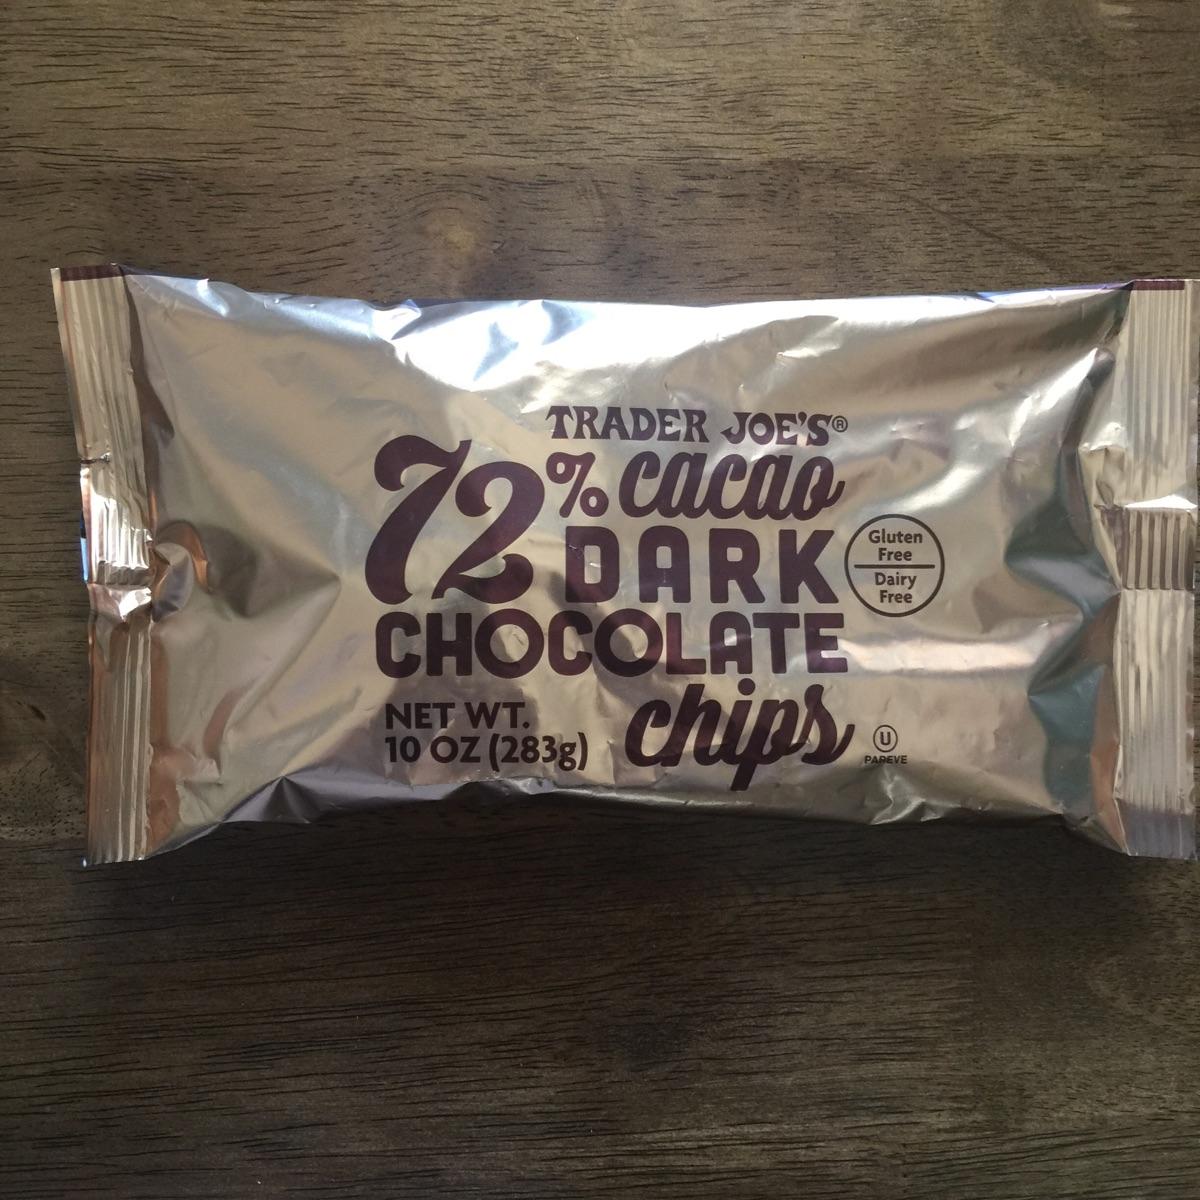 TRADER JOE'S®
72% cacao
DARK
CHOCOLATE
chips
NET WT.
10 OZ (283g)
Gluten
Free
Dairy
Free
U
PAREVE